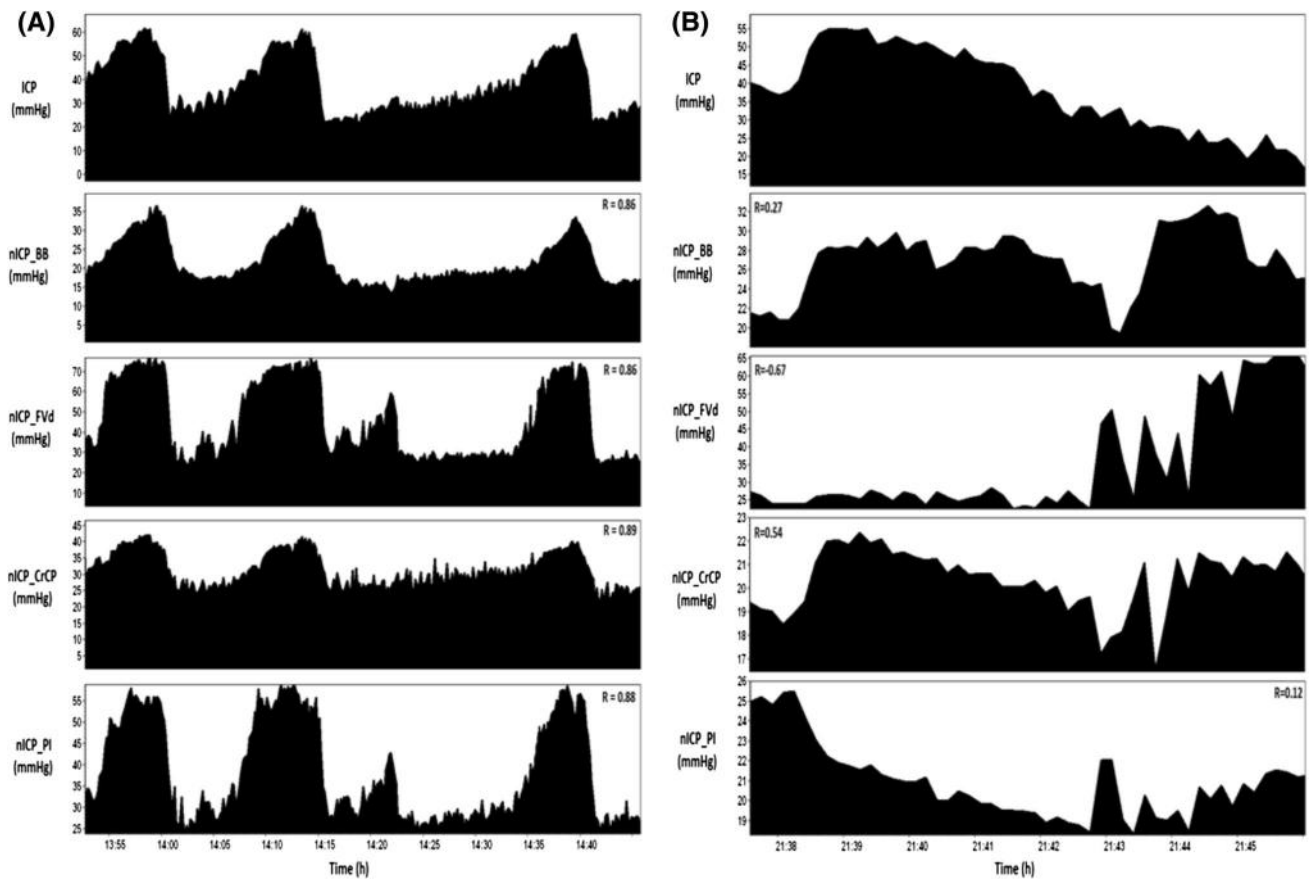 (A)
ICP
(mmHg)
60
50
40
30
20
10
0
nICP_BB
(mmHg)
R = 0.86
35
30
25
20
15
10
5
nICP_FVd
(mmHg)
R = 0.86
70
60
50
40
30
20
10
nICP_CrCP
(mmHg)
R = 0.89
45
40
35
30
25
20
15
10
5
nICP_PI
(mmHg)
R = 0.88
55
50
45
40
35
30
25
13:55 14:00 14:05 14:10 14:15 14:20 14:25 14:30 14:35 14:40
Time (h)
(B)
ICP
(mmHg)
55
50
45
40
35
30
25
20
15
nICP_BB
(mmHg)
R=0.27
32
30
28
26
24
22
20
nICP_FVd
(mmHg)
R=-0.67
65
60
55
50
45
40
35
30
25
nICP_CrCP
(mmHg)
R=0.54
23
22
21
20
19
18
17
nICP_PI
(mmHg)
R=0.12
26
25
24
23
22
21
20
19
21:38 21:39 21:40 21:41 21:42 21:43 21:44 21:45
Time (h)